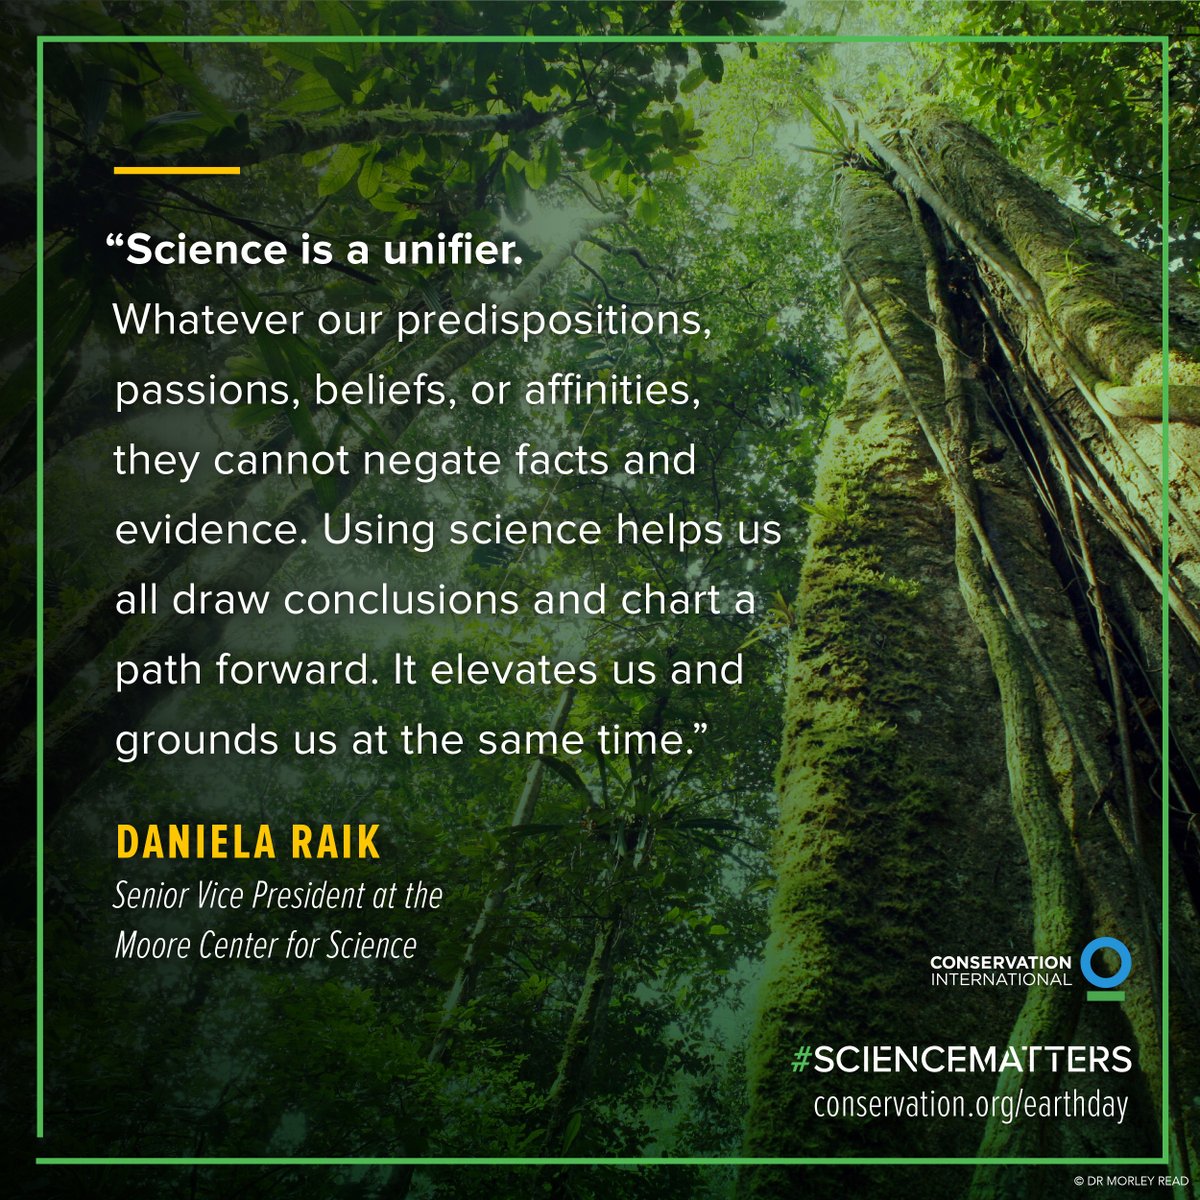 “Science is a unifier.
Whatever our predispositions,
passions, beliefs, or affinities,
they cannot negate facts and
evidence. Using science helps us
all draw conclusions and chart a
path forward. It elevates us and
grounds us at the same time.”
DANIELA RAIK
Senior Vice President at the
Moore Center for Science
CONSERVATION
INTERNATIONAL
#SCIENCEMATTERS
conservation.org/earthday
© DR MORLEY READ